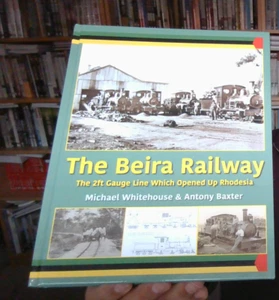 The Beira Railway
The 2ft Gauge Line Which Opened Up Rhodesia
Michael Whitehouse & Antony Baxter